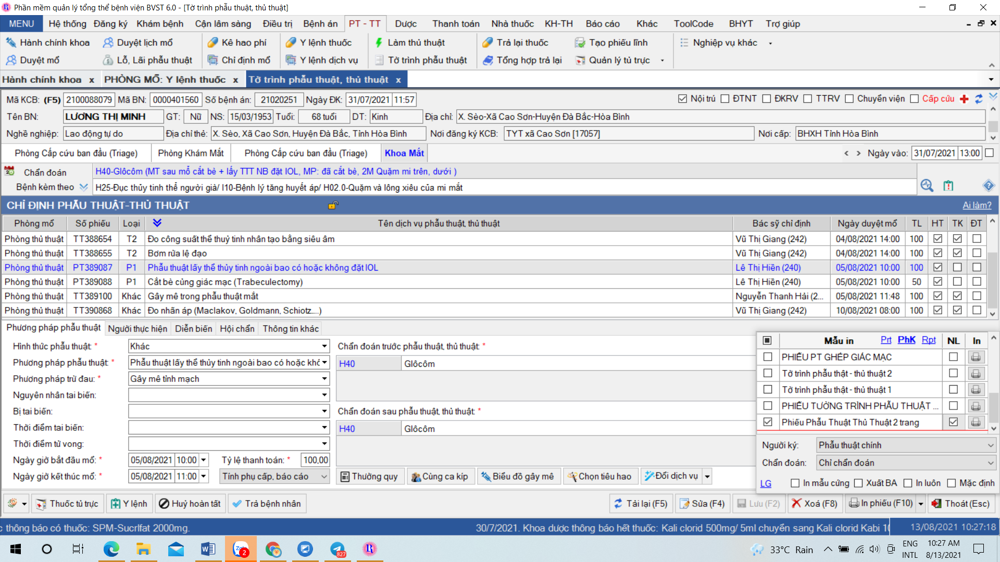 Phần mềm quản lý tổng thể bệnh viện BVST 6.0 - [Tờ trình phẫu thuật, thủ thuật]
MENU Hệ thống Đăng ký Khám bệnh Cận lâm sàng Điều trị Bệnh án PT - TT Dược Thanh toán Nhà thuốc KH-TH Báo cáo Khác ToolCode BHYT Trợ giúp
Hành chính khoa Duyệt lịch mổ Kê hao phí Y lệnh thuốc Làm thủ thuật Trả lại thuốc Tạo phiếu lĩnh Nghiệp vụ khác
Duyệt mổ Lỗ, Lãi phẫu thuật Chỉ định mổ Y lệnh dịch vụ Tờ trình phẫu thuật Tổng hợp trả lại Quản lý tủ trực
Hành chính khoa x PHÒNG MỔ: Y lệnh thuốc x Tờ trình phẫu thuật, thủ thuật x
Mã KCB: (F5) 2100088079 Mã BN: 0000401560 Số bệnh án: 21020251 Ngày ĐK: 31/07/2021 11:57 Nội trú ĐTNT ĐKRV TTRV Chuyển viện Cấp cứu
Tên BN: LƯƠNG THỊ MINH GT: Nữ NS: 15/03/1953 Tuổi: 68 tuổi DT: Kinh Địa chỉ: X. Sèo-Xã Cao Sơn-Huyện Đà Bắc-Hòa Bình
Nghề nghiệp: Lao động tự do Địa chỉ thẻ: X. Sèo, Xã Cao Sơn, Huyện Đà Bắc, Tỉnh Hòa Bình Nơi đăng ký KCB: TYT xã Cao Sơn [17057] Nơi cấp: BHXH Tỉnh Hòa Bình
Phòng Cấp cứu ban đầu (Triage) Phòng Khám Mắt Phòng Cấp cứu ban đầu (Triage) Khoa Mắt < > Ngày vào: 31/07/2021 13:00
Chẩn đoán H40-Glôcôm (MT sau mổ cắt bè + lấy TTT NB đặt IOL, MP: đã cắt bè, 2M Quặm mi trên, dưới )
Bệnh kèm theo H25-Đục thủy tinh thể người già/ I10-Bệnh lý tăng huyết áp/ H02.0-Quặm và lông xiêu của mi mắt
CHỈ ĐỊNH PHẪU THUẬT-THỦ THUẬT Ai làm?
Phòng mổ Số phiếu Loại Tên dịch vụ phẫu thuật, thủ thuật Bác sỹ chỉ định Ngày duyệt mổ TL HT TK ĐT
Phòng thủ thuật TT388654 T2 Đo công suất thể thuỷ tinh nhân tạo bằng siêu âm Vũ Thị Giang (242) 04/08/2021 14:00 100
Phòng thủ thuật TT388655 T2 Bơm rửa lệ đạo Vũ Thị Giang (242) 04/08/2021 14:00 100
Phòng thủ thuật PT389087 P1 Phẫu thuật lấy thể thủy tinh ngoài bao có hoặc không đặt IOL Lê Thị Hiền (240) 05/08/2021 10:00 100
Phòng thủ thuật PT389088 P1 Cắt bè củng giác mạc (Trabeculectomy) Lê Thị Hiền (240) 05/08/2021 10:00 50
Phòng thủ thuật TT389100 Khác Gây mê trong phẫu thuật mắt Nguyễn Thanh Hải (2... 05/08/2021 11:48 100
Phòng thủ thuật TT390868 Khác Đo nhãn áp (Maclakov, Goldmann, Schiotz....) Vũ Thị Giang (242) 10/08/2021 08:00 100
Phương pháp phẫu thuật Người thực hiện Diễn biến Hội chẩn Thông tin khác
Hình thức phẫu thuật: * Khác Chẩn đoán trước phẫu thuật, thủ thuật: *
Phương pháp phẫu thuật: * Phẫu thuật lấy thể thủy tinh ngoài bao có hoặc khô H40 Glôcôm
Phương pháp trừ đau: * Gây mê tĩnh mạch
Nguyên nhân tai biến:
Bị tai biến: Chẩn đoán sau phẫu thuật, thủ thuật: *
Thời điểm tai biến: H40 Glôcôm
Thời điểm tử vong:
Ngày giờ bắt đầu mổ: * 05/08/2021 10:00 Tỷ lệ thanh toán: * 100,00
Ngày giờ kết thúc mổ: * 05/08/2021 11:00 Tính phụ cấp, báo cáo Thường quy Cùng ca kíp Biểu đồ gây mê Chọn tiêu hao Đổi dịch vụ
Mẫu in Prt PhK Rpt NL In
PHIẾU PT GHÉP GIÁC MẠC
Tờ trình phẫu thật - thủ thuật 2
Tờ trình phẫu thật - thủ thuật 1
PHIẾU TƯỜNG TRÌNH PHẪU THUẬT ...
Phiếu Phẫu Thuật Thủ Thuật 2 trang
Người ký: Phẫu thuật chính
Chẩn đoán: Chỉ chẩn đoán
LG In mẫu cứng Xuất BA In luôn Mặc định
Thuốc tủ trực Y lệnh Huỷ hoàn tất Trả bệnh nhân Tải lại (F5) Sửa (F4) Lưu (F2) Xoá (F8) In phiếu (F10) Thoát (Esc)
c thông báo có thuốc: SPM-Sucrlfat 2000mg. 30/7/2021. Khoa dược thông báo hết thuốc: Kali clorid 500mg/ 5ml chuyển sang Kali clorid Kabi 10 13/08/2021 10:27:18
2 827 33°C Rain ENG INTL 10:27 AM 8/13/2021